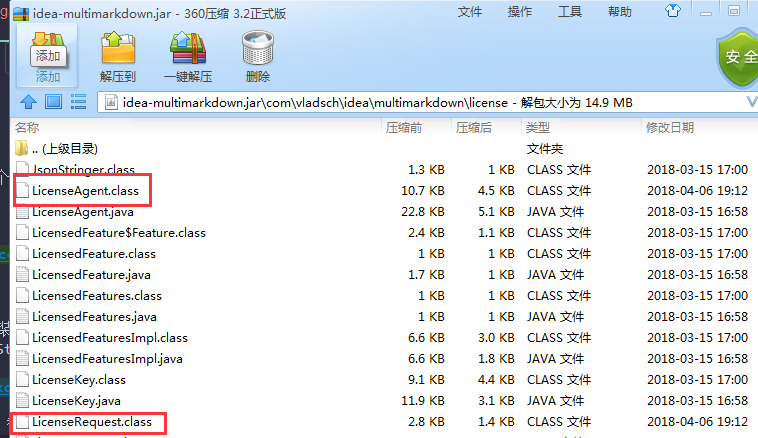 idea-multimarkdown.jar - 360压缩 3.2正式版 文件 操作 工具 帮助
添加 解压到 一键解压 删除 安全
添加
idea-multimarkdown.jar\com\vladsch\idea\multimarkdown\license - 解包大小为 14.9 MB
名称 压缩前 压缩后 类型 修改日期
.. (上级目录) 文件夹
JsonStringer.class 1.3 KB 1 KB CLASS 文件 2018-03-15 17:00
LicenseAgent.class 10.7 KB 4.5 KB CLASS 文件 2018-04-06 19:12
LicenseAgent.java 22.8 KB 5.1 KB JAVA 文件 2018-03-15 16:58
LicensedFeature$Feature.class 2.4 KB 1.1 KB CLASS 文件 2018-03-15 17:00
LicensedFeature.class 1 KB 1 KB CLASS 文件 2018-03-15 17:00
LicensedFeature.java 1.7 KB 1 KB JAVA 文件 2018-03-15 16:58
LicensedFeatures.class 1 KB 1 KB CLASS 文件 2018-03-15 17:00
LicensedFeatures.java 1 KB 1 KB JAVA 文件 2018-03-15 16:58
LicensedFeaturesImpl.class 6.6 KB 3.0 KB CLASS 文件 2018-03-15 17:00
LicensedFeaturesImpl.java 6.6 KB 1.8 KB JAVA 文件 2018-03-15 16:58
LicenseKey.class 9.1 KB 4.4 KB CLASS 文件 2018-03-15 17:00
LicenseKey.java 11.9 KB 3.1 KB JAVA 文件 2018-03-15 16:58
LicenseRequest.class 2.8 KB 1.4 KB CLASS 文件 2018-04-06 19:12